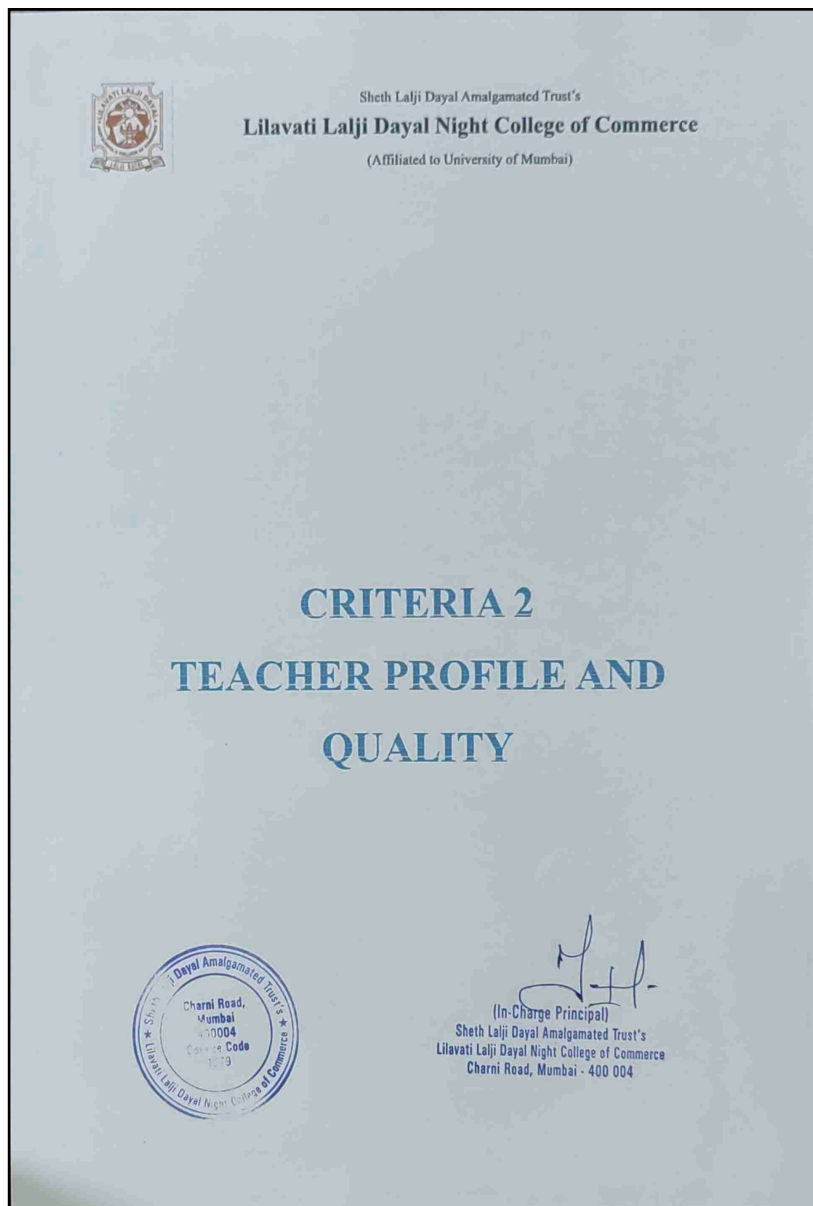 Sheth Lalji Dayal Amalgamated Trust's
Lilavati Lalji Dayal Night College of Commerce
(Affiliated to University of Mumbai)
CRITERIA 2
TEACHER PROFILE AND
QUALITY
Dayal Amalgamated Trust's
Charni Road,
Mumbai
Code
★ Lilavati Lalji Dayal Night College of Commerce ★
(In-Charge Principal)
Sheth Lalji Dayal Amalgamated Trust's
Lilavati Lalji Dayal Night College of Commerce
Charni Road, Mumbai - 400 004